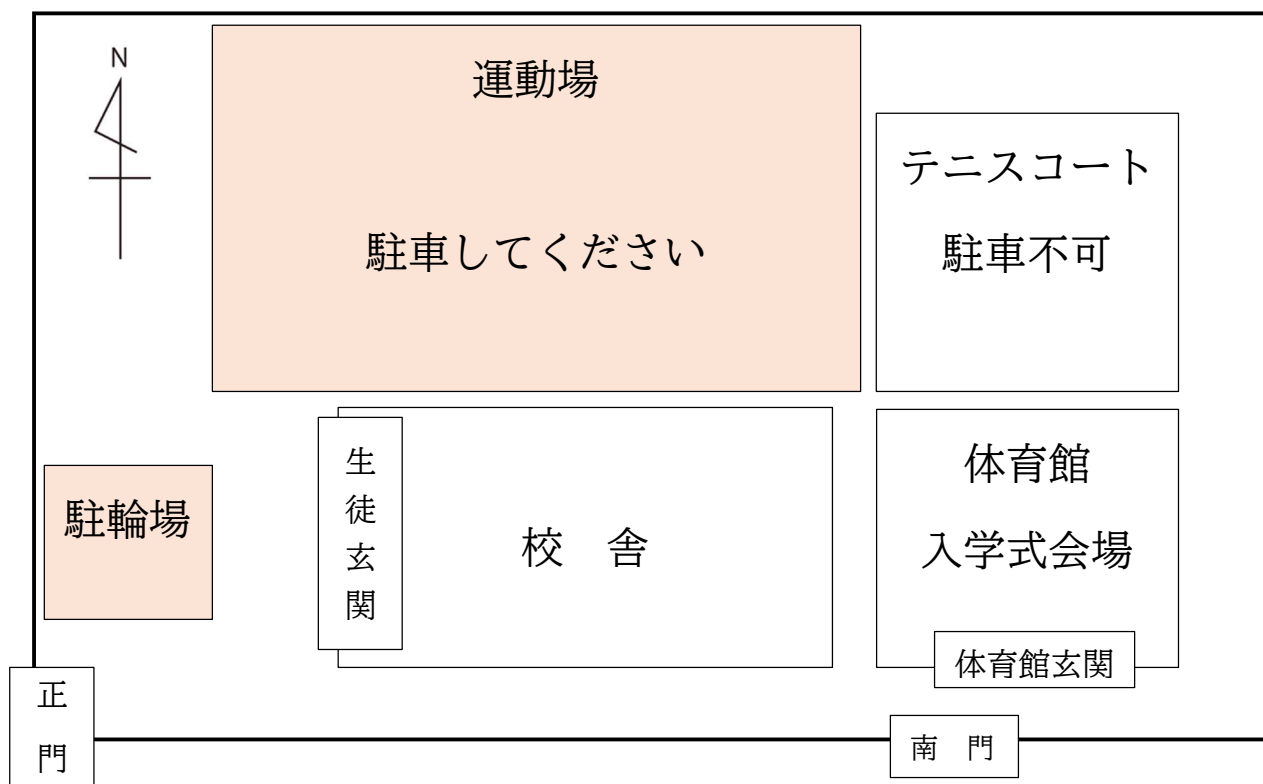 N
運動場
駐車してください
テニスコート
駐車不可
駐輪場
生徒玄関
校　舎
体育館
入学式会場
体育館玄関
正門
南　門